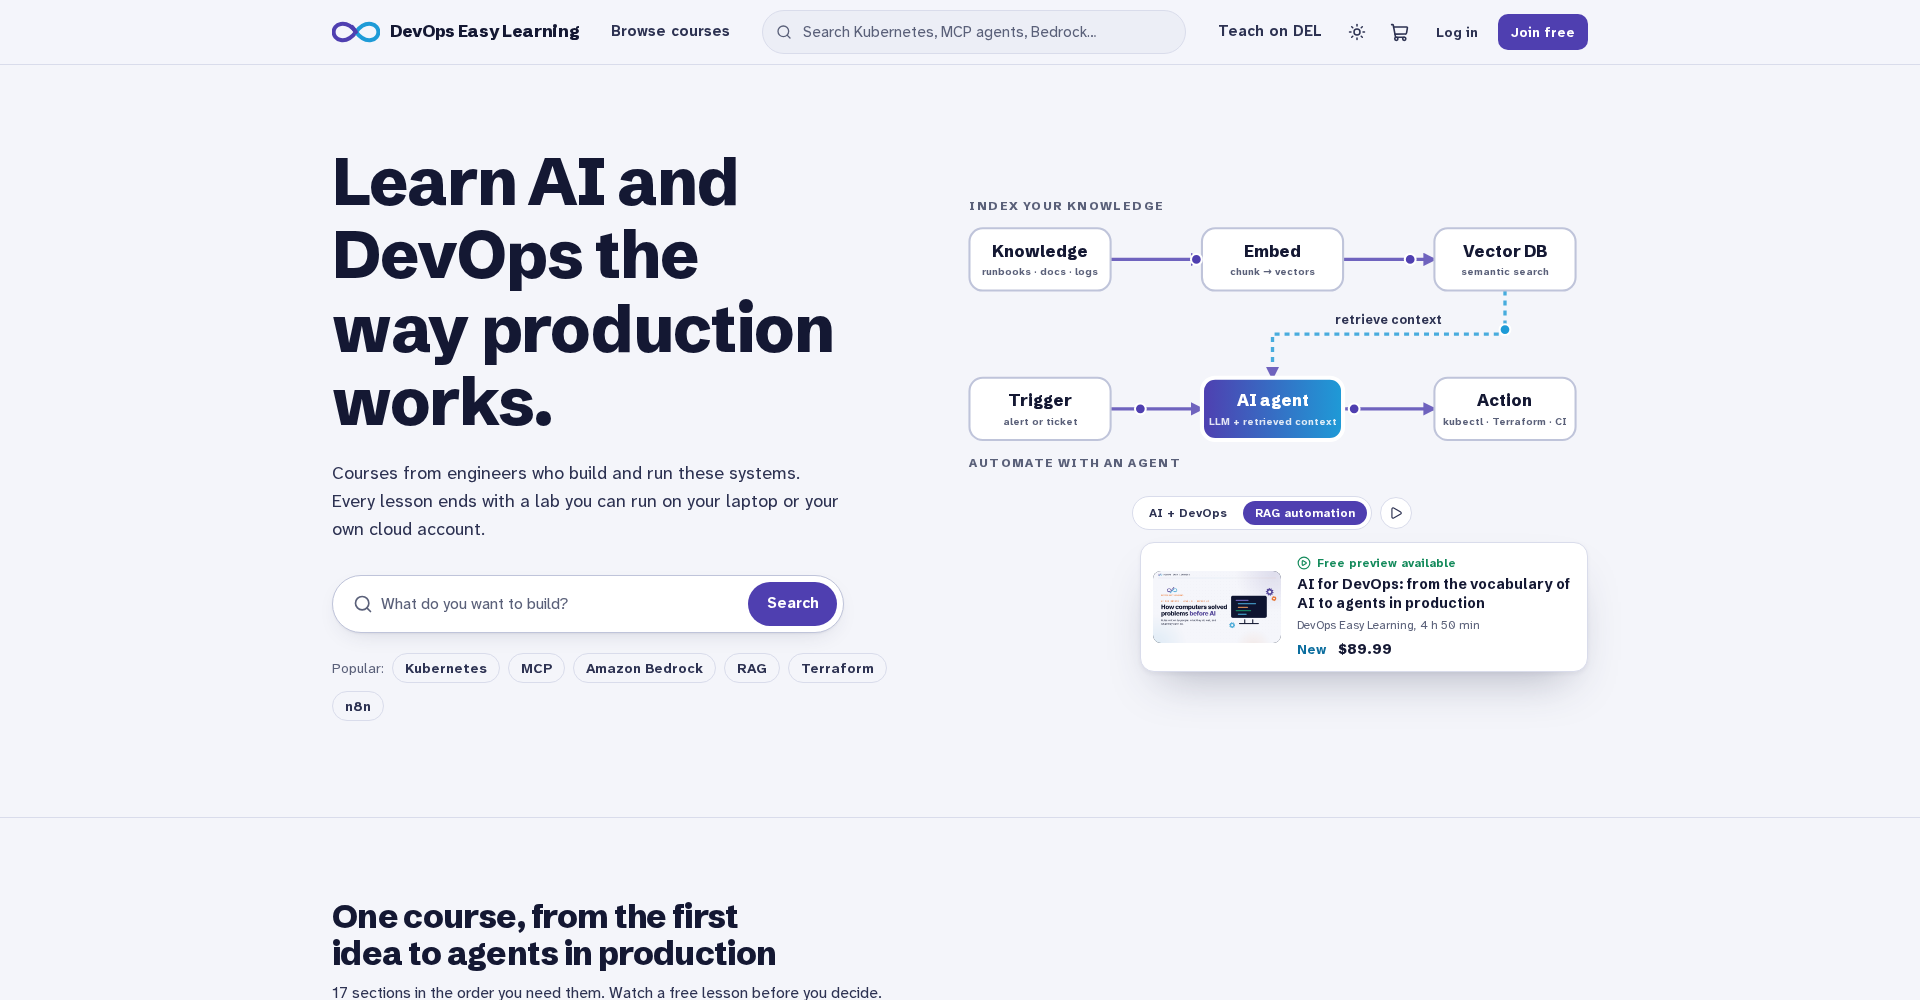 DevOps Easy Learning
Browse courses
Search Kubernetes, MCP agents, Bedrock...
Teach on DEL
Log in
Join free
Learn AI and
DevOps the
way production
works.
Courses from engineers who build and run these systems.
Every lesson ends with a lab you can run on your laptop or your
own cloud account.
What do you want to build?
Search
Popular:
Kubernetes
MCP
Amazon Bedrock
RAG
Terraform
n8n
INDEX YOUR KNOWLEDGE
Knowledge
runbooks · docs · logs
Embed
chunk → vectors
Vector DB
semantic search
retrieve context
Trigger
alert or ticket
AI agent
LLM + retrieved context
Action
kubectl · Terraform · CI
AUTOMATE WITH AN AGENT
AI + DevOps
RAG automation
How computers solved
problems before AI
Free preview available
AI for DevOps: from the vocabulary of
AI to agents in production
DevOps Easy Learning, 4 h 50 min
New $89.99
One course, from the first
idea to agents in production
17 sections in the order you need them. Watch a free lesson before you decide.